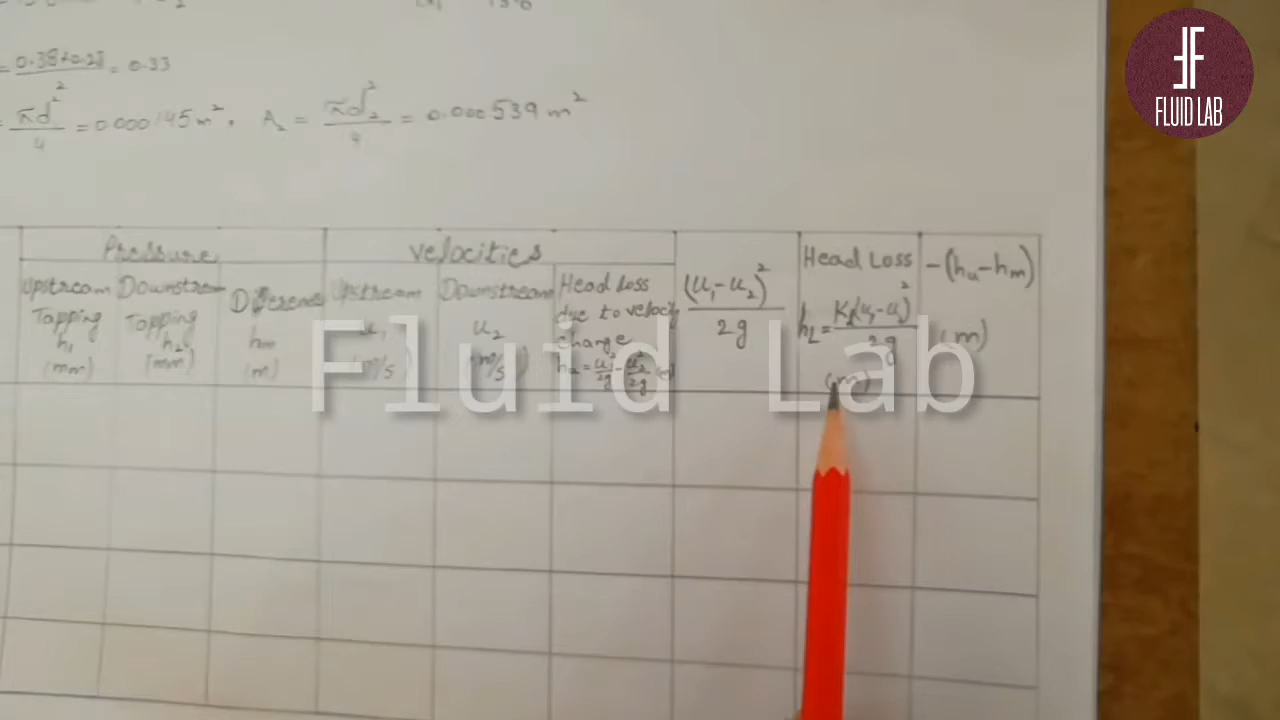 = 0.38+0.28 = 0.33
2
= πd² = 0.000145 m², A₂ = πd₂² = 0.000539 m²
4 4
Pressure
Velocities
Upstream Tapping h₁ (mm)
Downstream Tapping h₂ (mm)
hm (m)
Upstream u₁ (m/s)
Downstream u₂ (m/s)
Head Loss
due to velocity
change
(u₁-u₂)²
2g
Head Loss
2g
(m)
-(hu-hm)
(m)
Fluid Lab
FLUID LAB